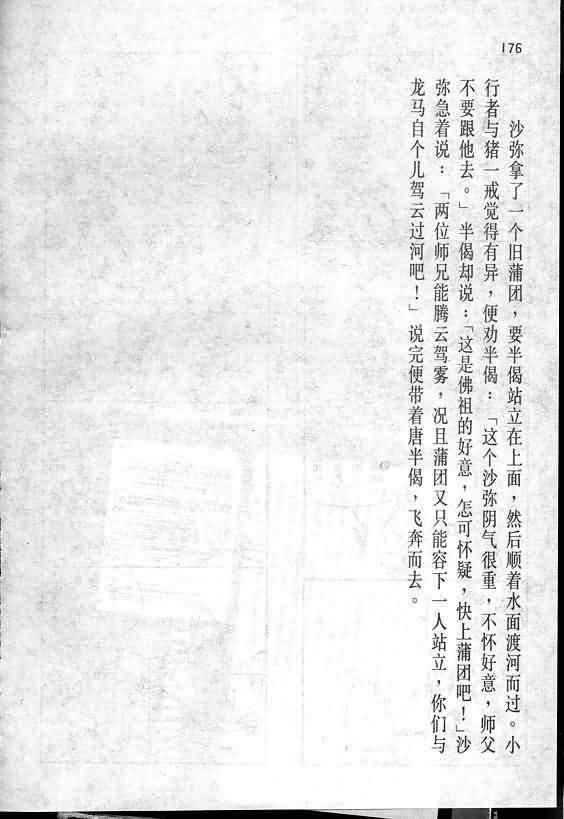 176
沙弥拿了一个旧蒲团，要半偈站立在上面，然后顺着水面渡河而过。小
行者与猪一戒觉得有异，便劝半偈：「这个沙弥阴气很重，不怀好意，师父
不要跟他去。」半偈却说：「这是佛祖的好意，怎可怀疑，快上蒲团吧！」沙
弥急着说：「两位师兄能腾云驾雾，况且蒲团又只能容下一人站立，你们与
龙马自个儿驾云过河吧！」说完便带着唐半偈，飞奔而去。